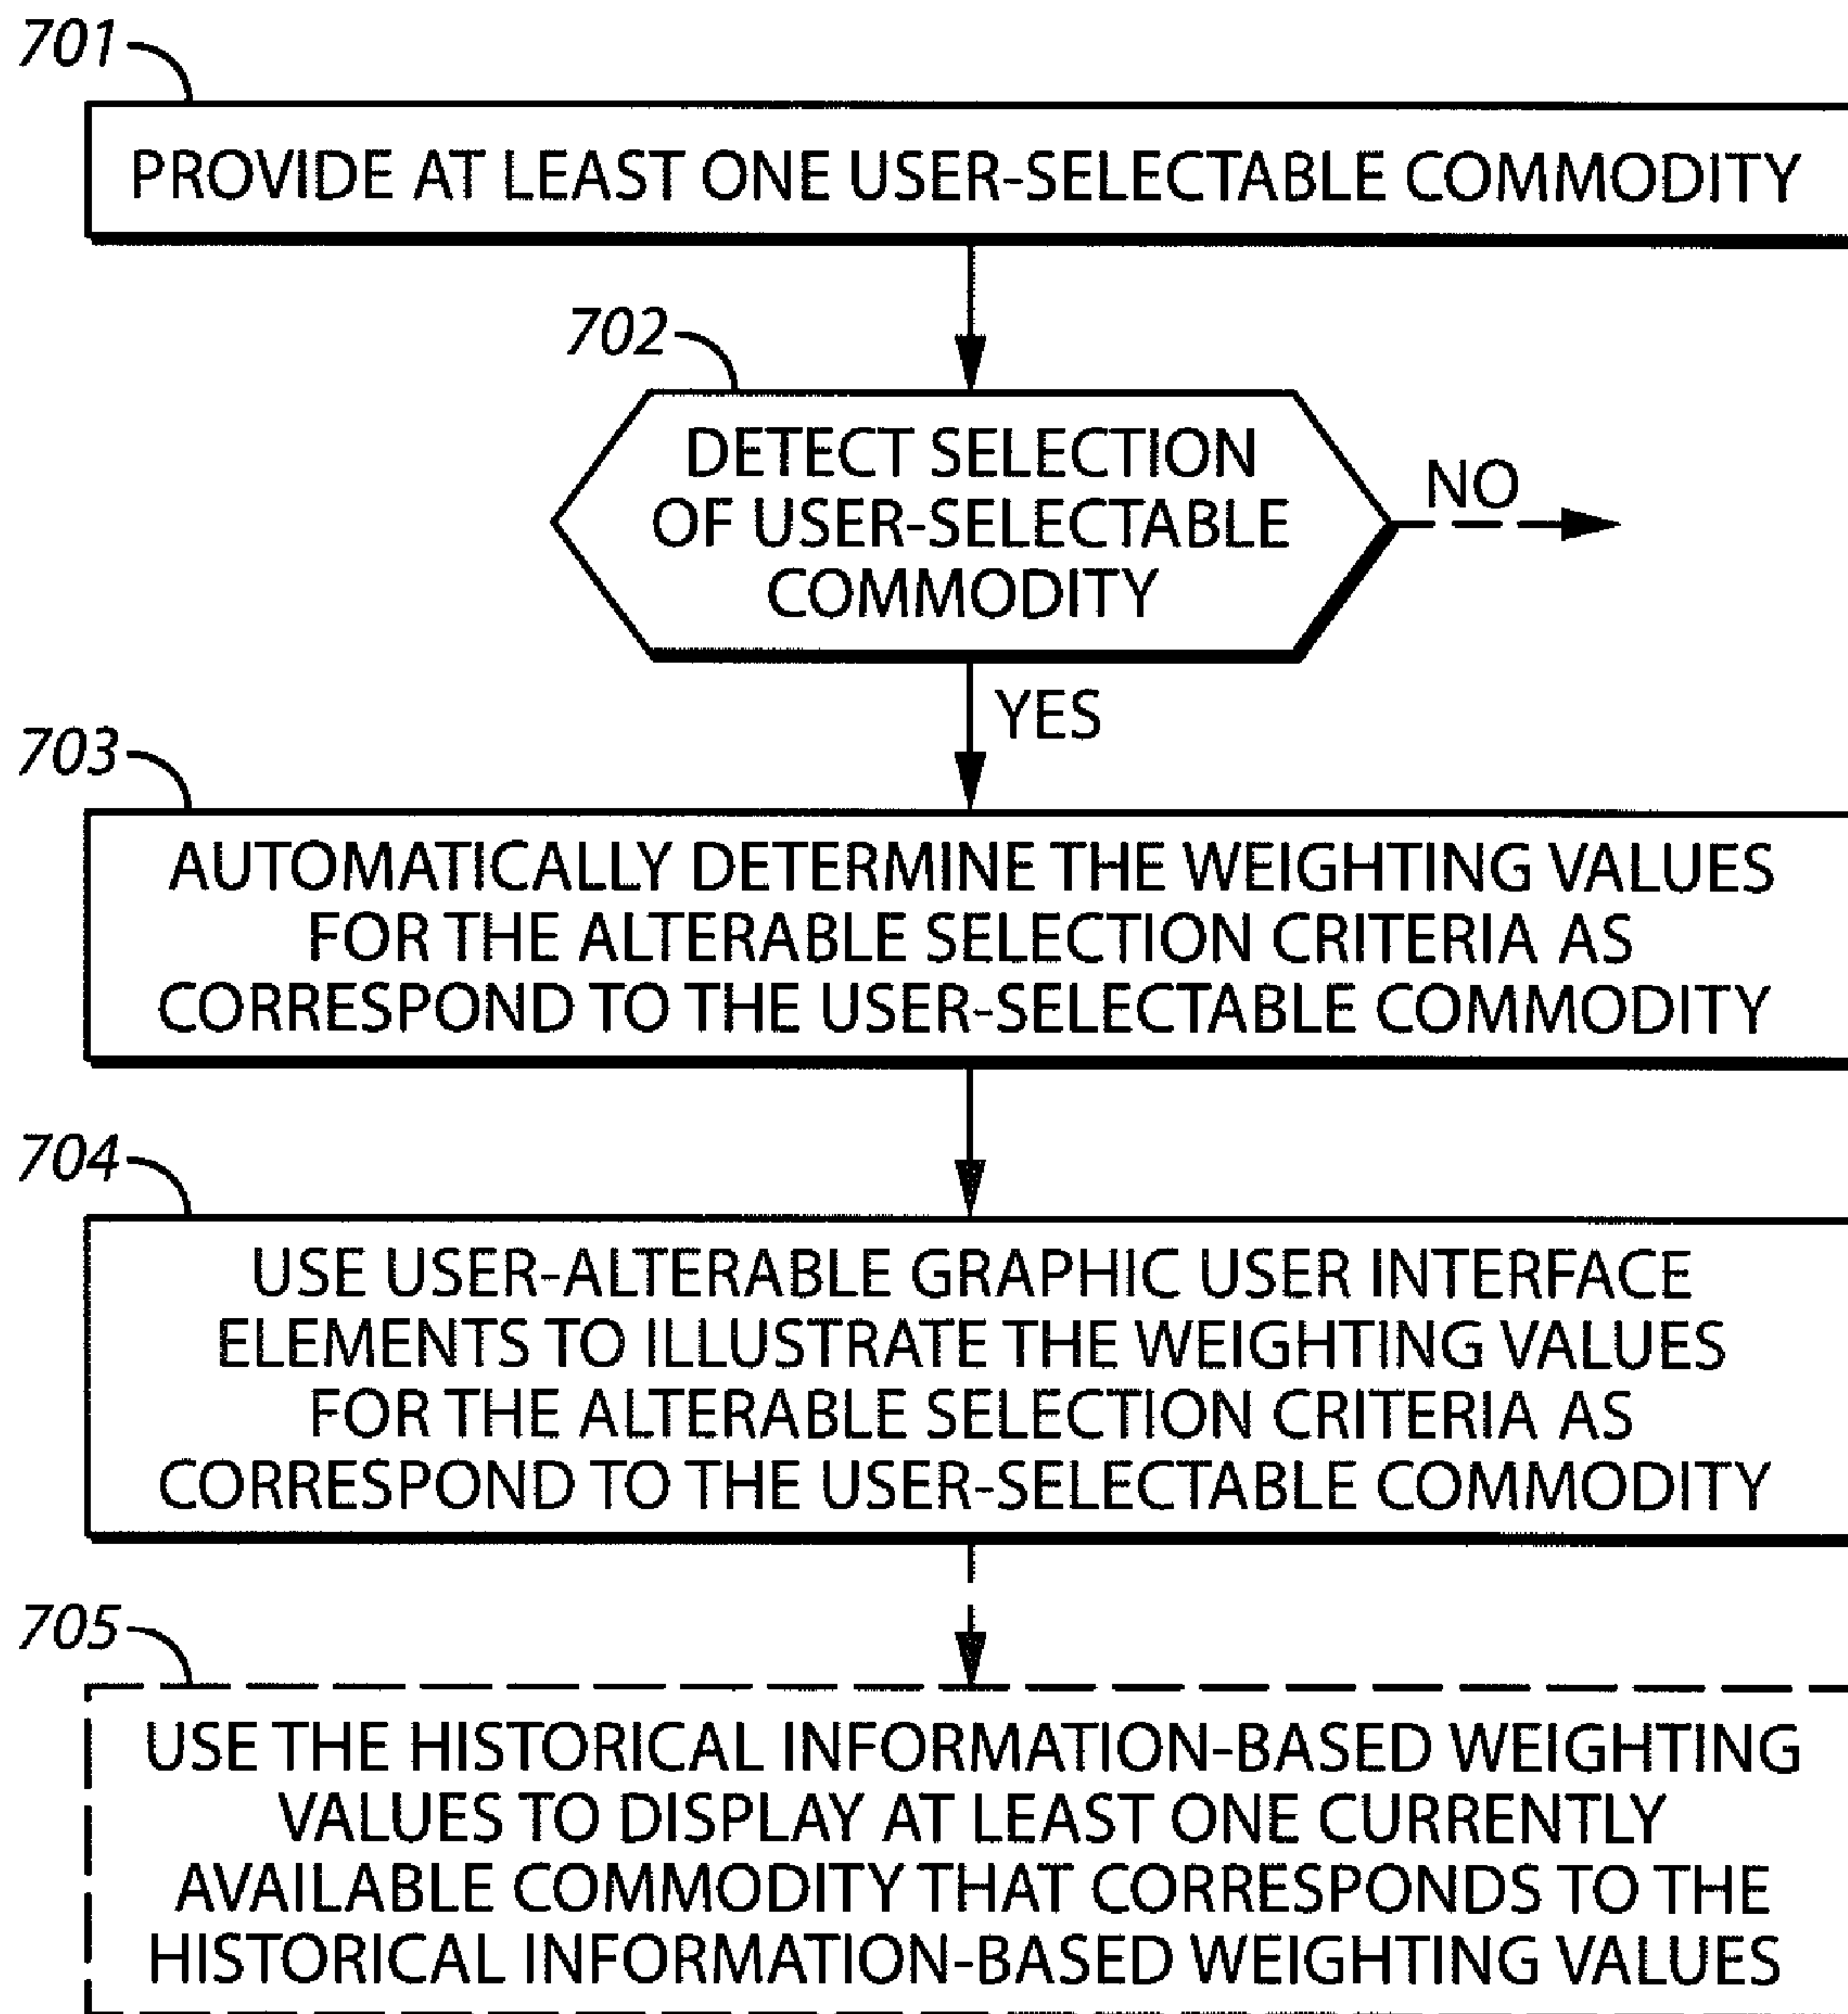 701
PROVIDE AT LEAST ONE USER-SELECTABLE COMMODITY
702
DETECT SELECTION
OF USER-SELECTABLE
COMMODITY
NO
YES
703
AUTOMATICALLY DETERMINE THE WEIGHTING VALUES
FOR THE ALTERABLE SELECTION CRITERIA AS
CORRESPOND TO THE USER-SELECTABLE COMMODITY
704
USE USER-ALTERABLE GRAPHIC USER INTERFACE
ELEMENTS TO ILLUSTRATE THE WEIGHTING VALUES
FOR THE ALTERABLE SELECTION CRITERIA AS
CORRESPOND TO THE USER-SELECTABLE COMMODITY
705
USE THE HISTORICAL INFORMATION-BASED WEIGHTING
VALUES TO DISPLAY AT LEAST ONE CURRENTLY
AVAILABLE COMMODITY THAT CORRESPONDS TO THE
HISTORICAL INFORMATION-BASED WEIGHTING VALUES